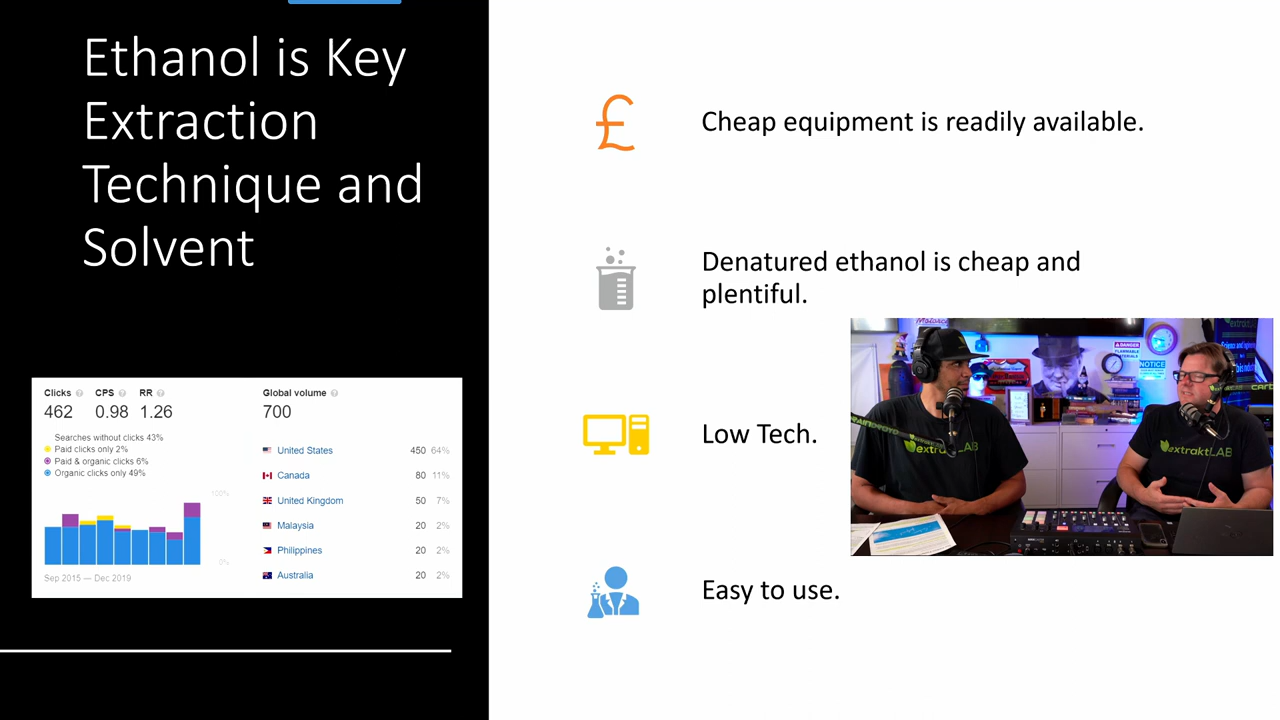 Ethanol is Key
Extraction
Technique and
Solvent
Clicks CPS RR
462 0.98 1.26
Searches without clicks 43%
Paid clicks only 2%
Paid & organic clicks 6%
Organic clicks only 49%
100%
0%
Sep 2015 — Dec 2019
Global volume
700
United States 450 64%
Canada 80 11%
United Kingdom 50 7%
Malaysia 20 2%
Philippines 20 2%
Australia 20 2%
£
Cheap equipment is readily available.
Denatured ethanol is cheap and
plentiful.
Low Tech.
Easy to use.
DANGER
FLAMMABLE
MATERIALS
NOTICE
extraktLAB
extraktLAB